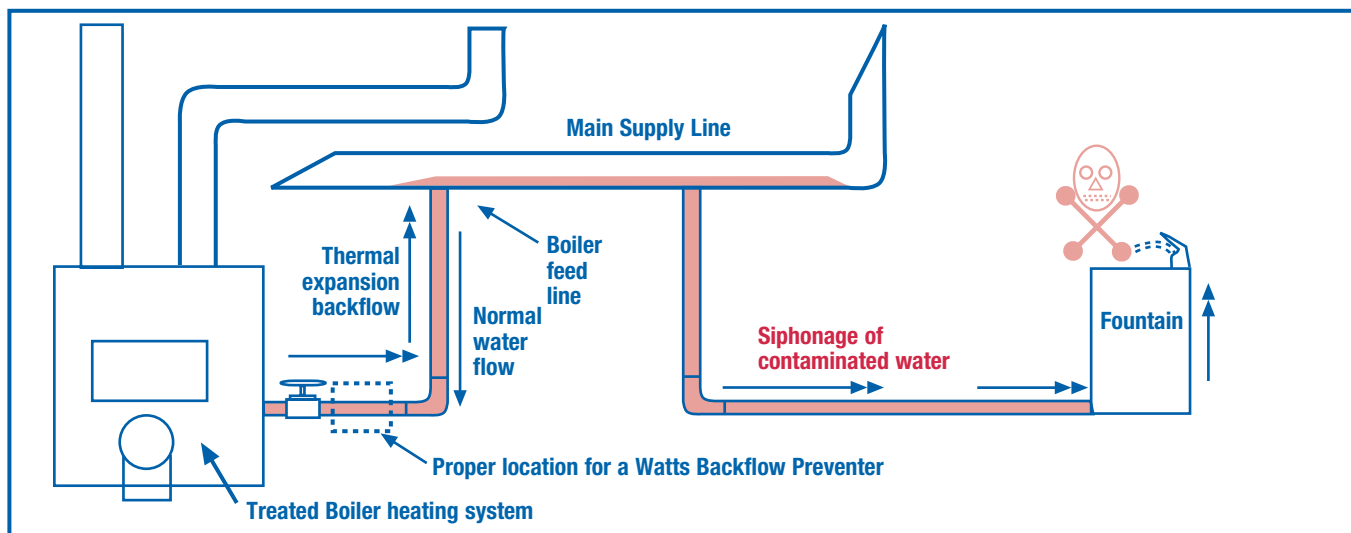 Main Supply Line
Thermal
expansion
backflow
Boiler
feed
line
Normal
water
flow
Siphonage of
contaminated water
Fountain
Proper location for a Watts Backflow Preventer
Treated Boiler heating system